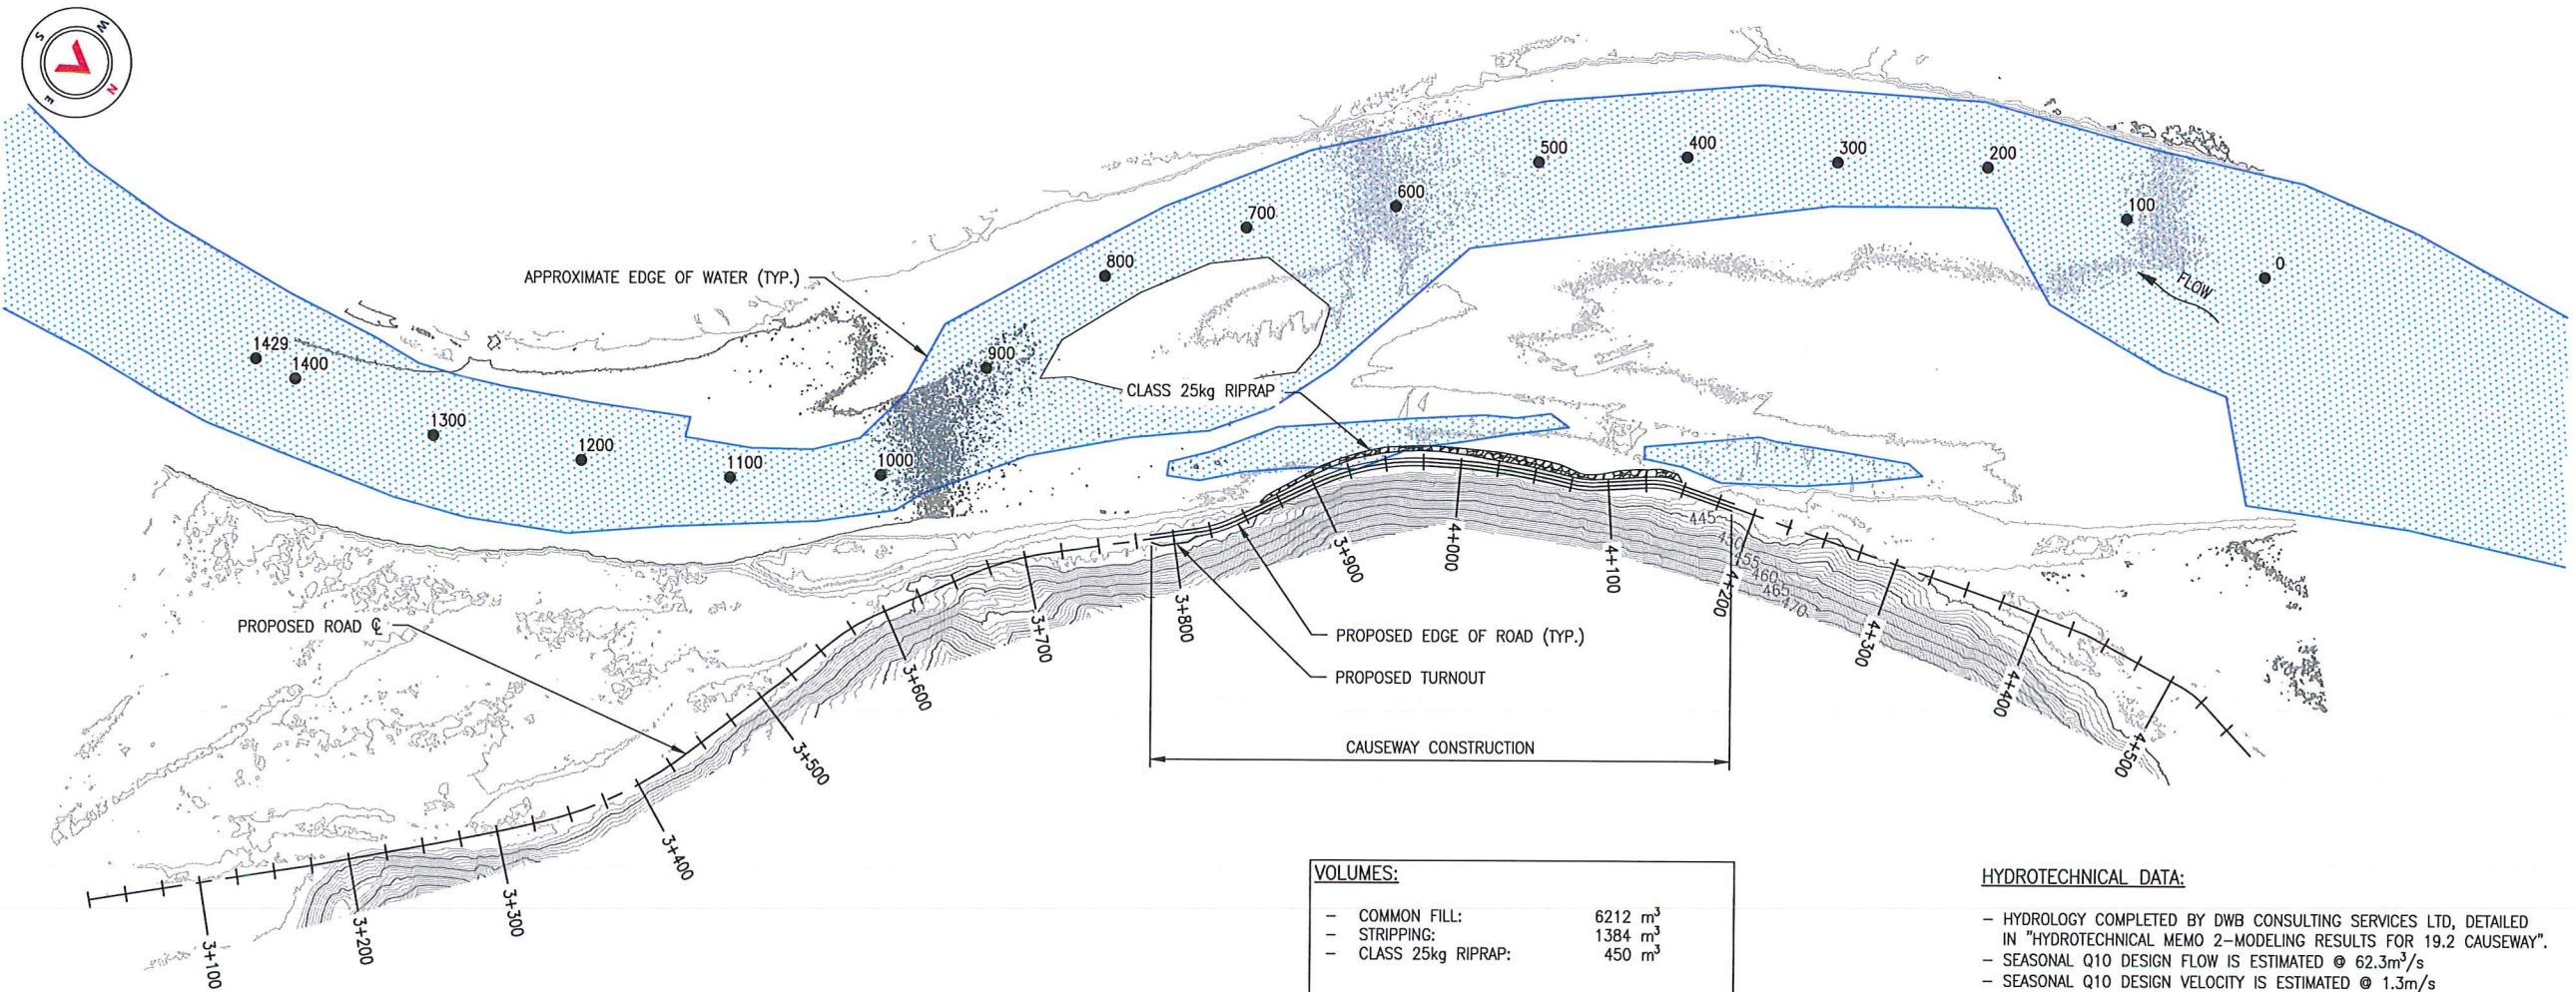 W
S
N
E
500
400
300
200
600
100
700
0
800
FLOW
APPROXIMATE EDGE OF WATER (TYP.)
900
1429
1400
CLASS 25kg RIPRAP
1300
1200
1100
1000
445
455
460
465
470
3+900
4+000
4+100
4+200
3+800
3+700
4+300
3+600
4+400
4+500
3+500
3+400
3+300
3+200
3+100
PROPOSED ROAD ℄
PROPOSED EDGE OF ROAD (TYP.)
PROPOSED TURNOUT
CAUSEWAY CONSTRUCTION
VOLUMES:
- COMMON FILL: 6212 m³
- STRIPPING: 1384 m³
- CLASS 25kg RIPRAP: 450 m³
HYDROTECHNICAL DATA:
- HYDROLOGY COMPLETED BY DWB CONSULTING SERVICES LTD, DETAILED
IN "HYDROTECHNICAL MEMO 2-MODELING RESULTS FOR 19.2 CAUSEWAY".
- SEASONAL Q10 DESIGN FLOW IS ESTIMATED @ 62.3m³/s
- SEASONAL Q10 DESIGN VELOCITY IS ESTIMATED @ 1.3m/s